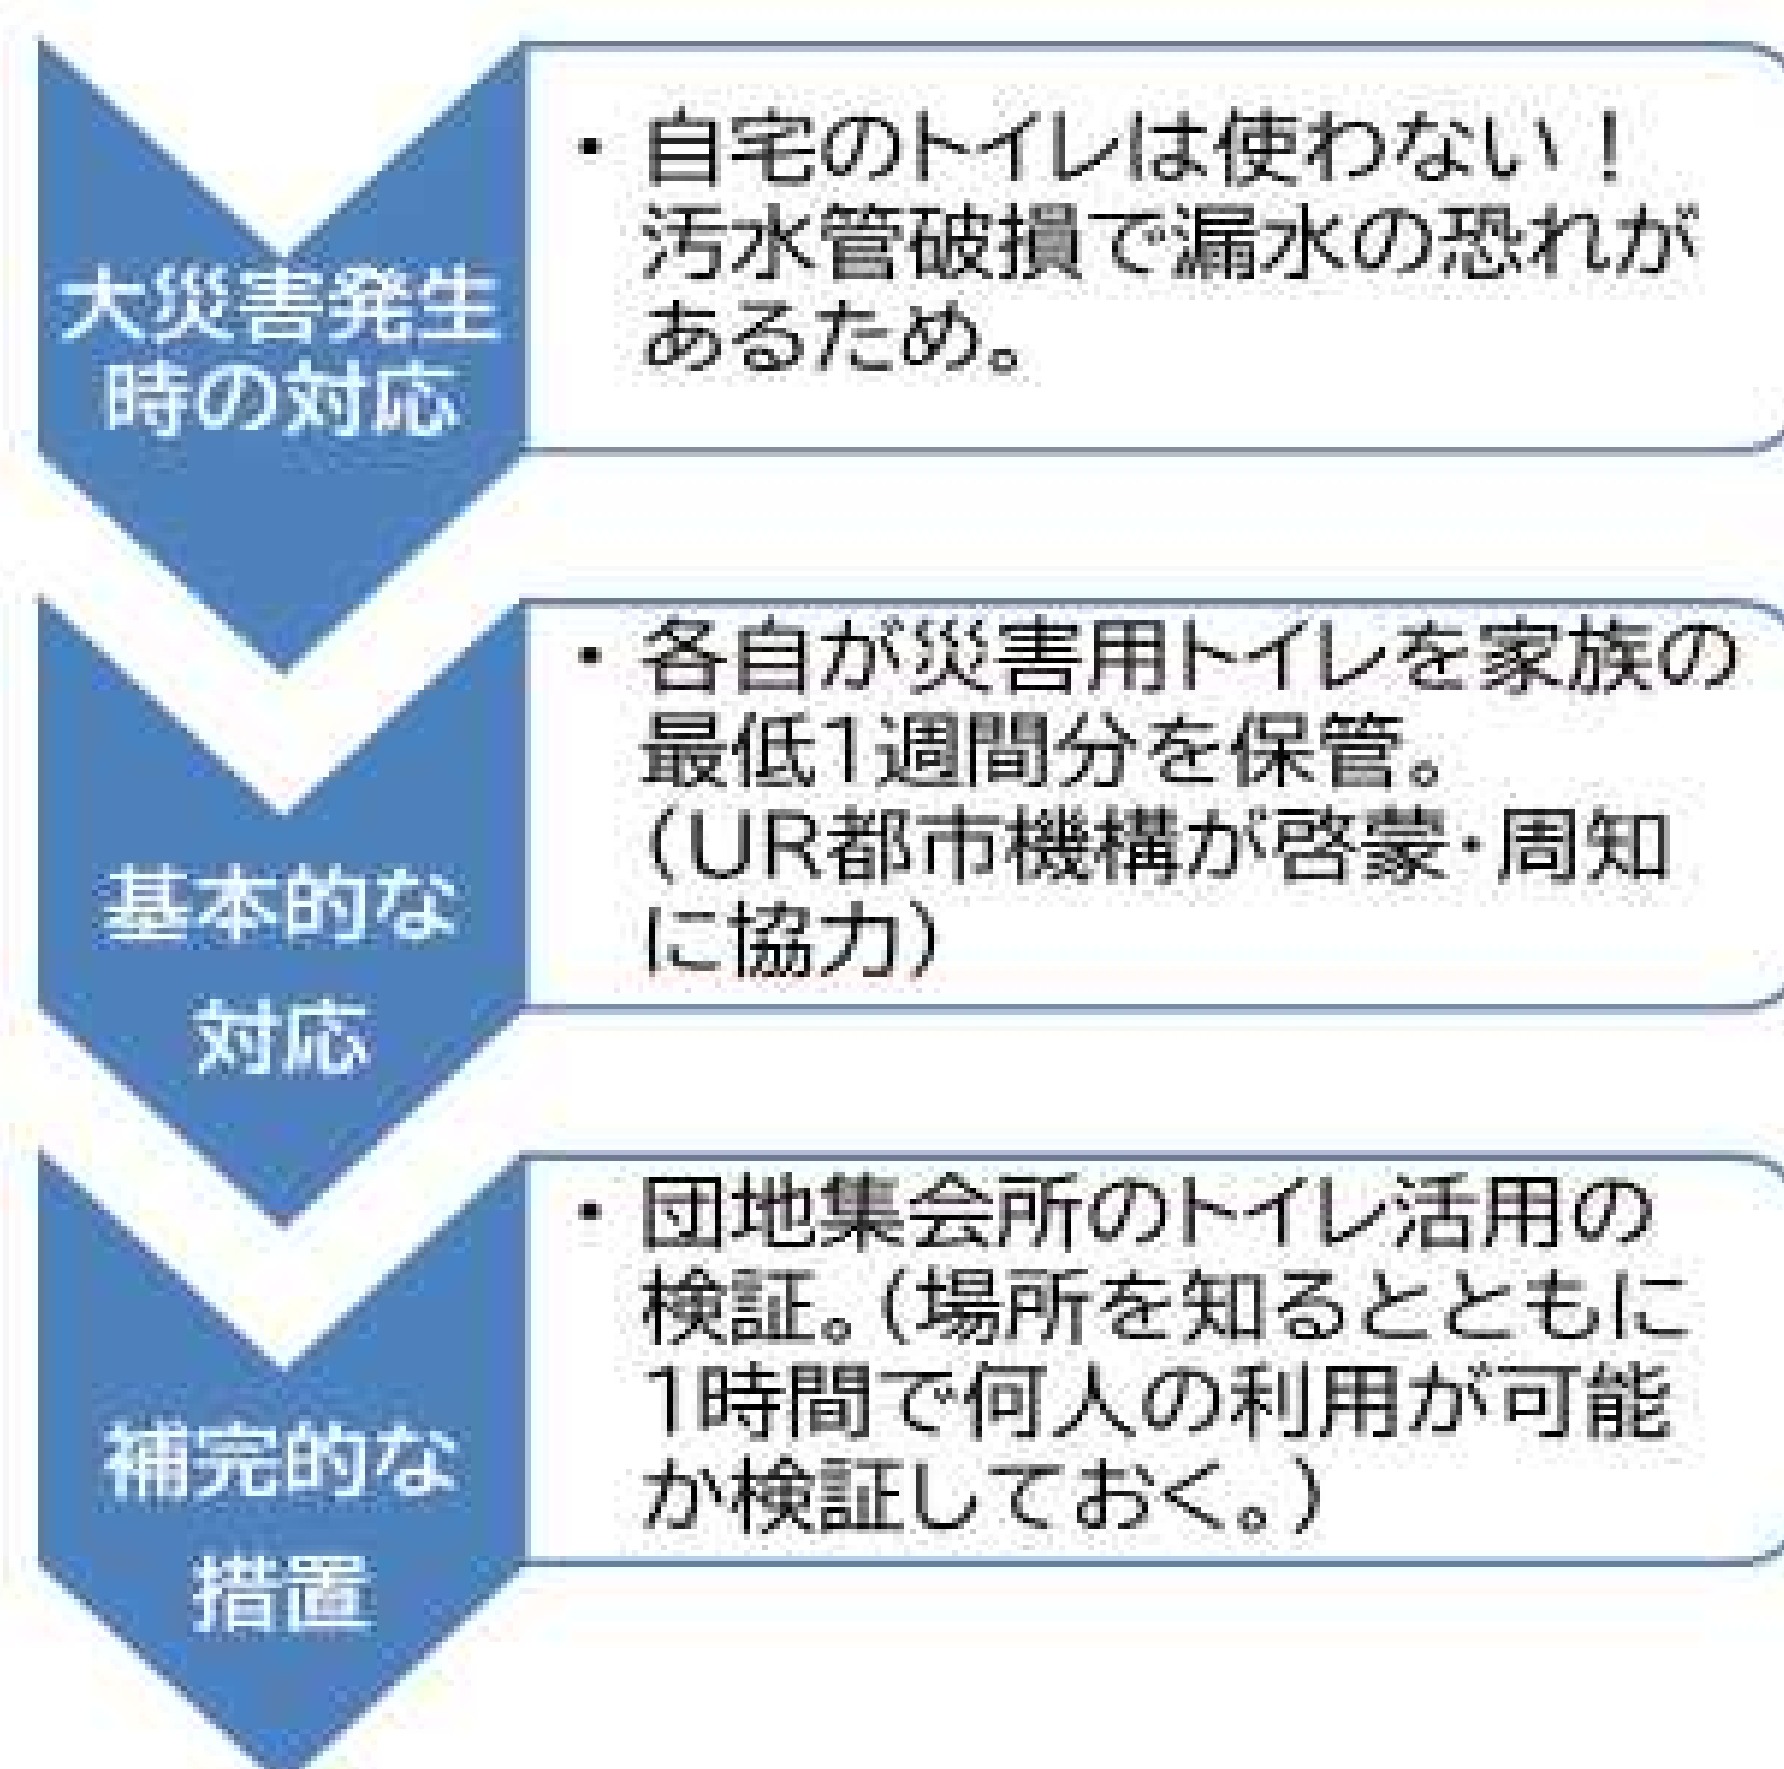 大災害発生
時の対応
・自宅のトイレは使わない！
汚水管破損で漏水の恐れが
あるため。
基本的な
対応
・各自が災害用トイレを家族の
最低1週間分を保管。
（UR都市機構が啓蒙・周知
に協力）
補完的な
措置
・団地集会所のトイレ活用の
検証。（場所を知るとともに
1時間で何人の利用が可能
か検証しておく。）